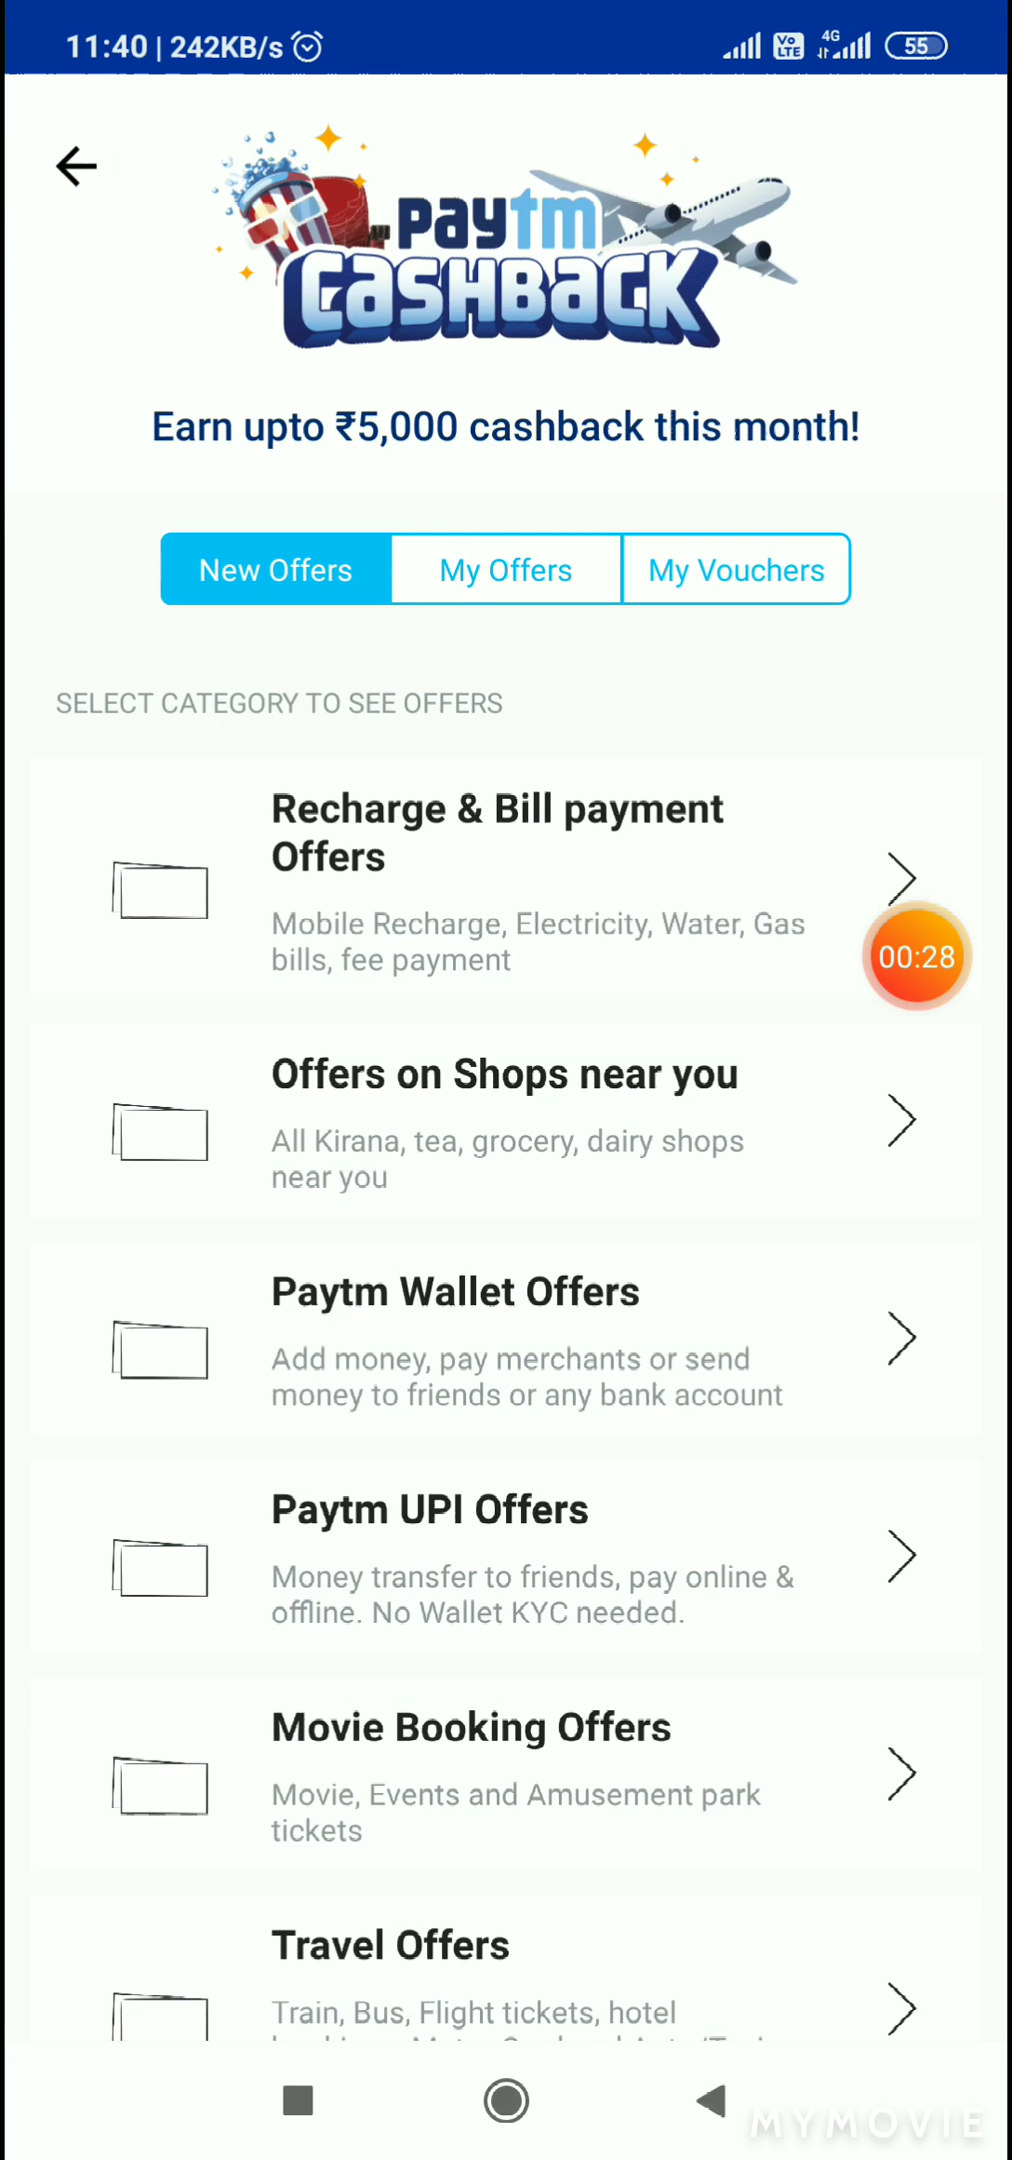 11:40 | 242KB/s
Vo LTE 4G 55
paytm
CASHBACK
Earn upto ₹5,000 cashback this month!
New Offers My Offers My Vouchers
SELECT CATEGORY TO SEE OFFERS
Recharge & Bill payment
Offers
Mobile Recharge, Electricity, Water, Gas
bills, fee payment
00:28
Offers on Shops near you
All Kirana, tea, grocery, dairy shops
near you
Paytm Wallet Offers
Add money, pay merchants or send
money to friends or any bank account
Paytm UPI Offers
Money transfer to friends, pay online &
offline. No Wallet KYC needed.
Movie Booking Offers
Movie, Events and Amusement park
tickets
Travel Offers
Train, Bus, Flight tickets, hotel
MYMOVIE